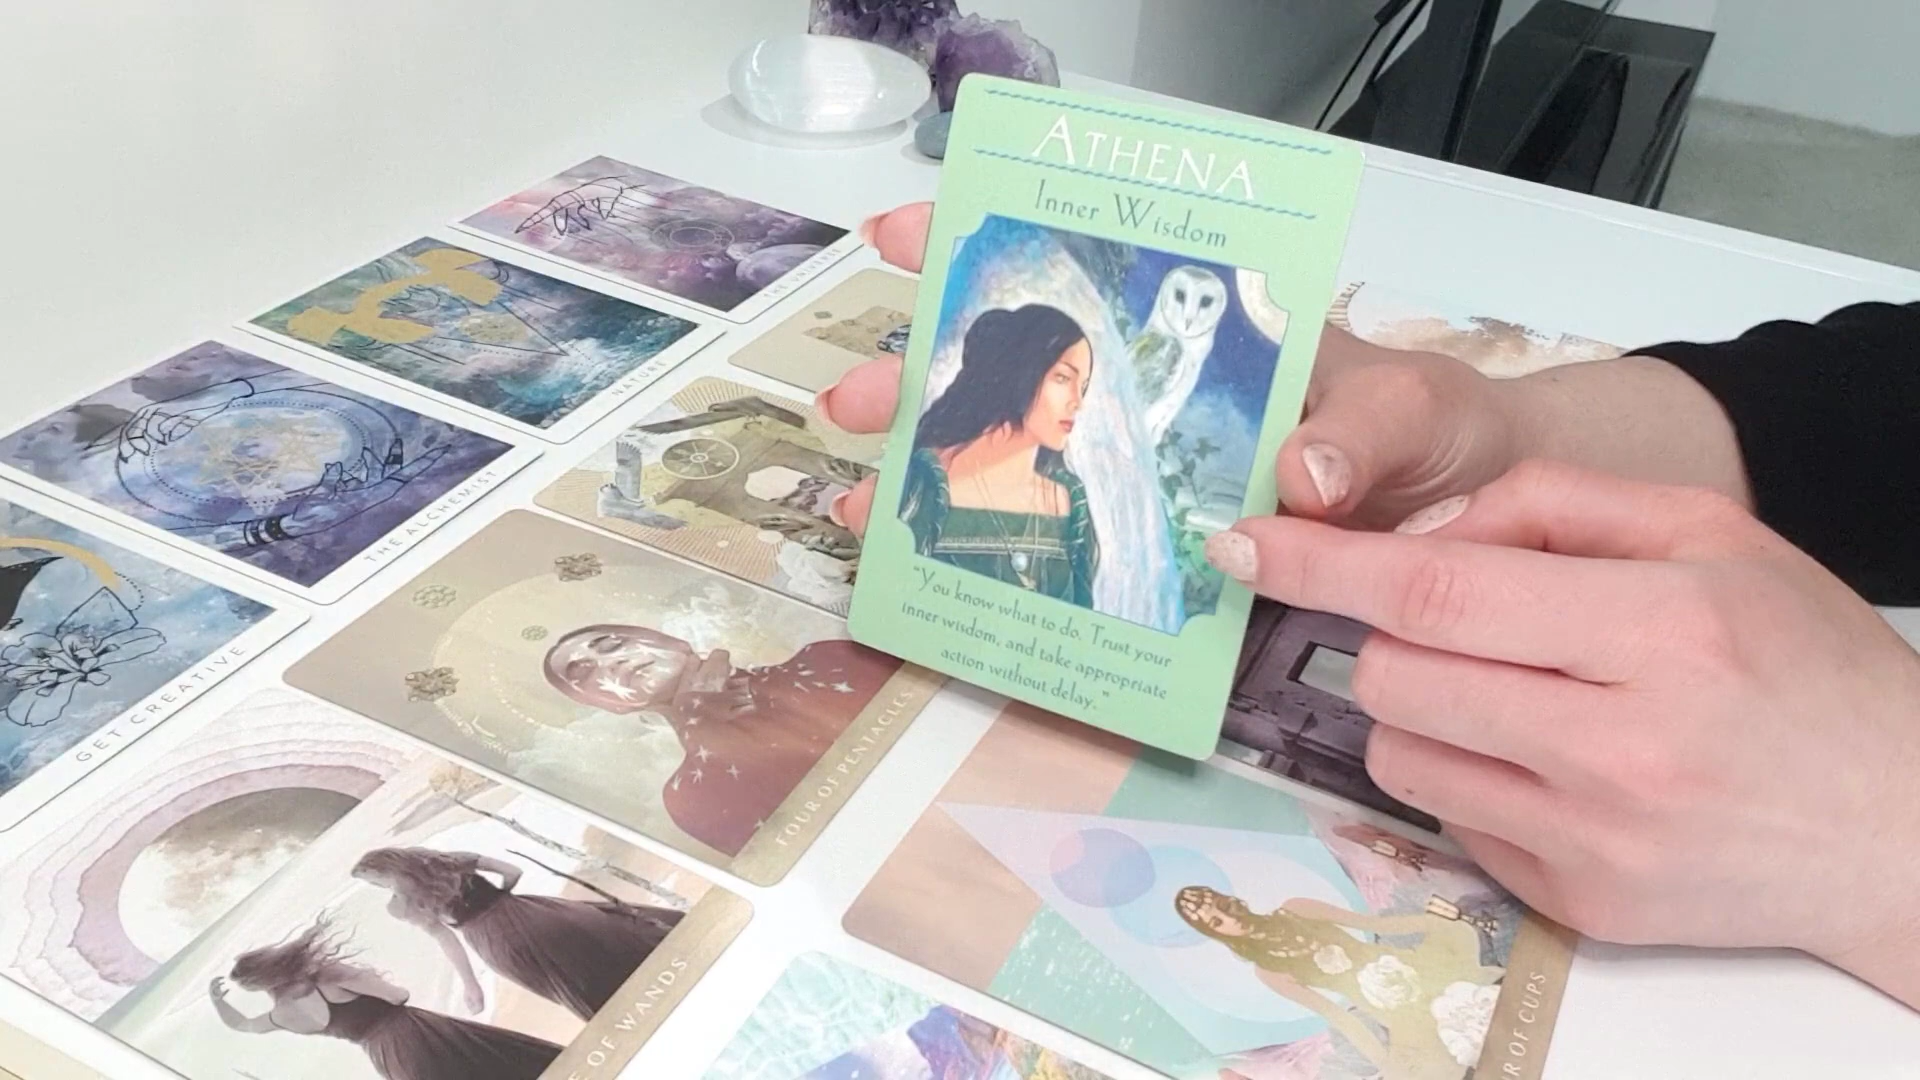 ATHENA
Inner Wisdom
"You know what to do. Trust your
inner wisdom, and take appropriate
action without delay."
THE UNIVERSE
NATURE
THE ALCHEMIST
GET CREATIVE
FOUR OF PENTACLES
OF WANDS
OF CUPS